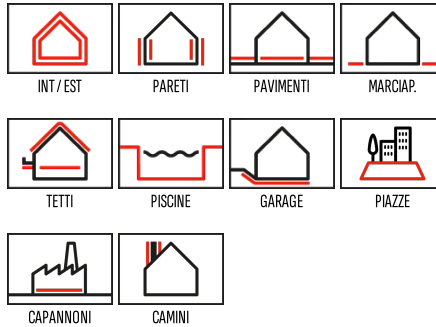 INT / EST
PARETI
PAVIMENTI
MARCIAP.
TETTI
PISCINE
GARAGE
PIAZZE
CAPANNONI
CAMINI